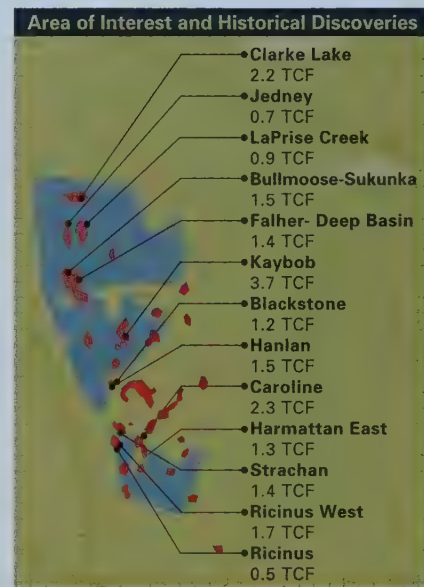 Area of Interest and Historical Discoveries
Clarke Lake
2.2 TCF
Jedney
0.7 TCF
LaPrise Creek
0.9 TCF
Bullmoose-Sukunka
1.5 TCF
Falher- Deep Basin
1.4 TCF
Kaybob
3.7 TCF
Blackstone
1.2 TCF
Hanlan
1.5 TCF
Caroline
2.3 TCF
Harmattan East
1.3 TCF
Strachan
1.4 TCF
Ricinus West
1.7 TCF
Ricinus
0.5 TCF